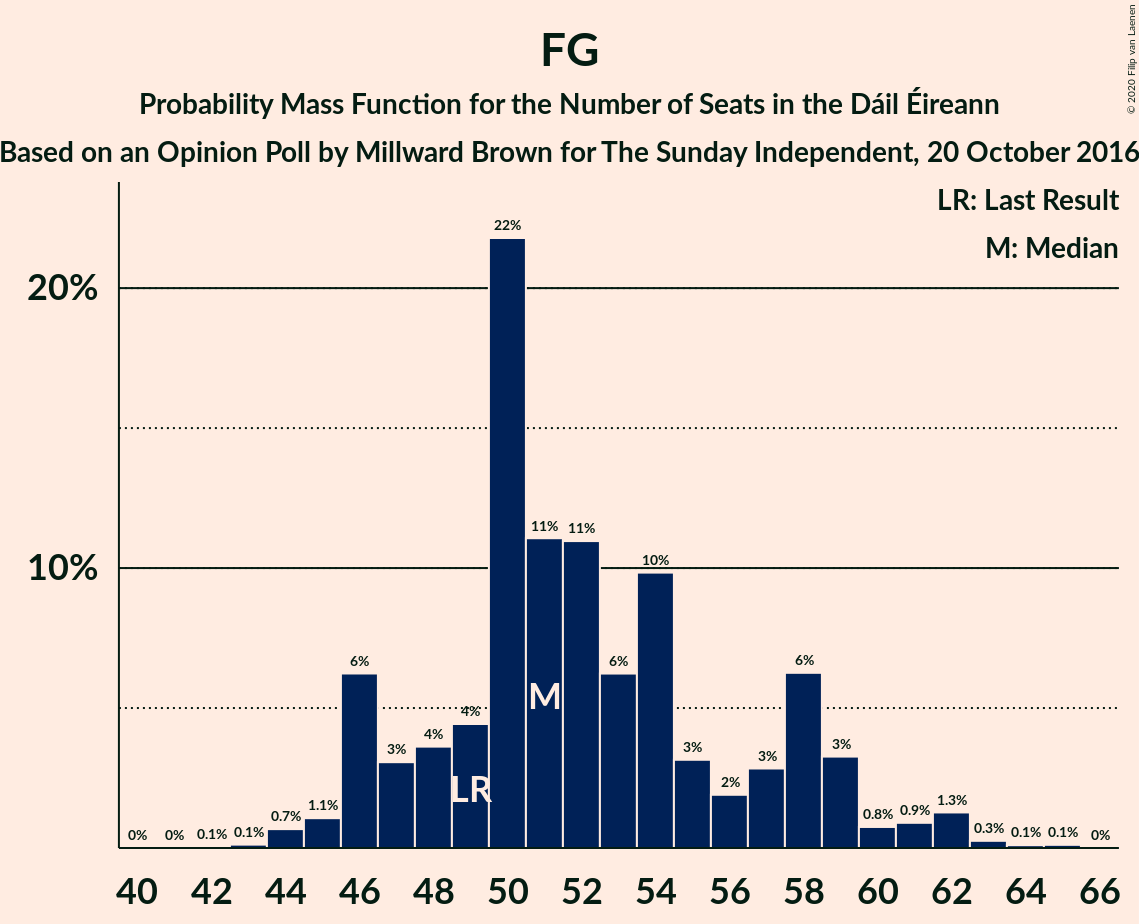 FG
Probability Mass Function for the Number of Seats in the Dáil Éireann
Based on an Opinion Poll by Millward Brown for The Sunday Independent, 20 October 2016
© 2020 Filip van Laenen
LR: Last Result
M: Median
20%
10%
0% 0% 0.1% 0.1% 0.7% 1.1% 6% 3% 4% 4% 22% 11% 11% 6% 10% 3% 2% 3% 6% 3% 0.8% 0.9% 1.3% 0.3% 0.1% 0.1% 0%
M
LR
40 42 44 46 48 50 52 54 56 58 60 62 64 66